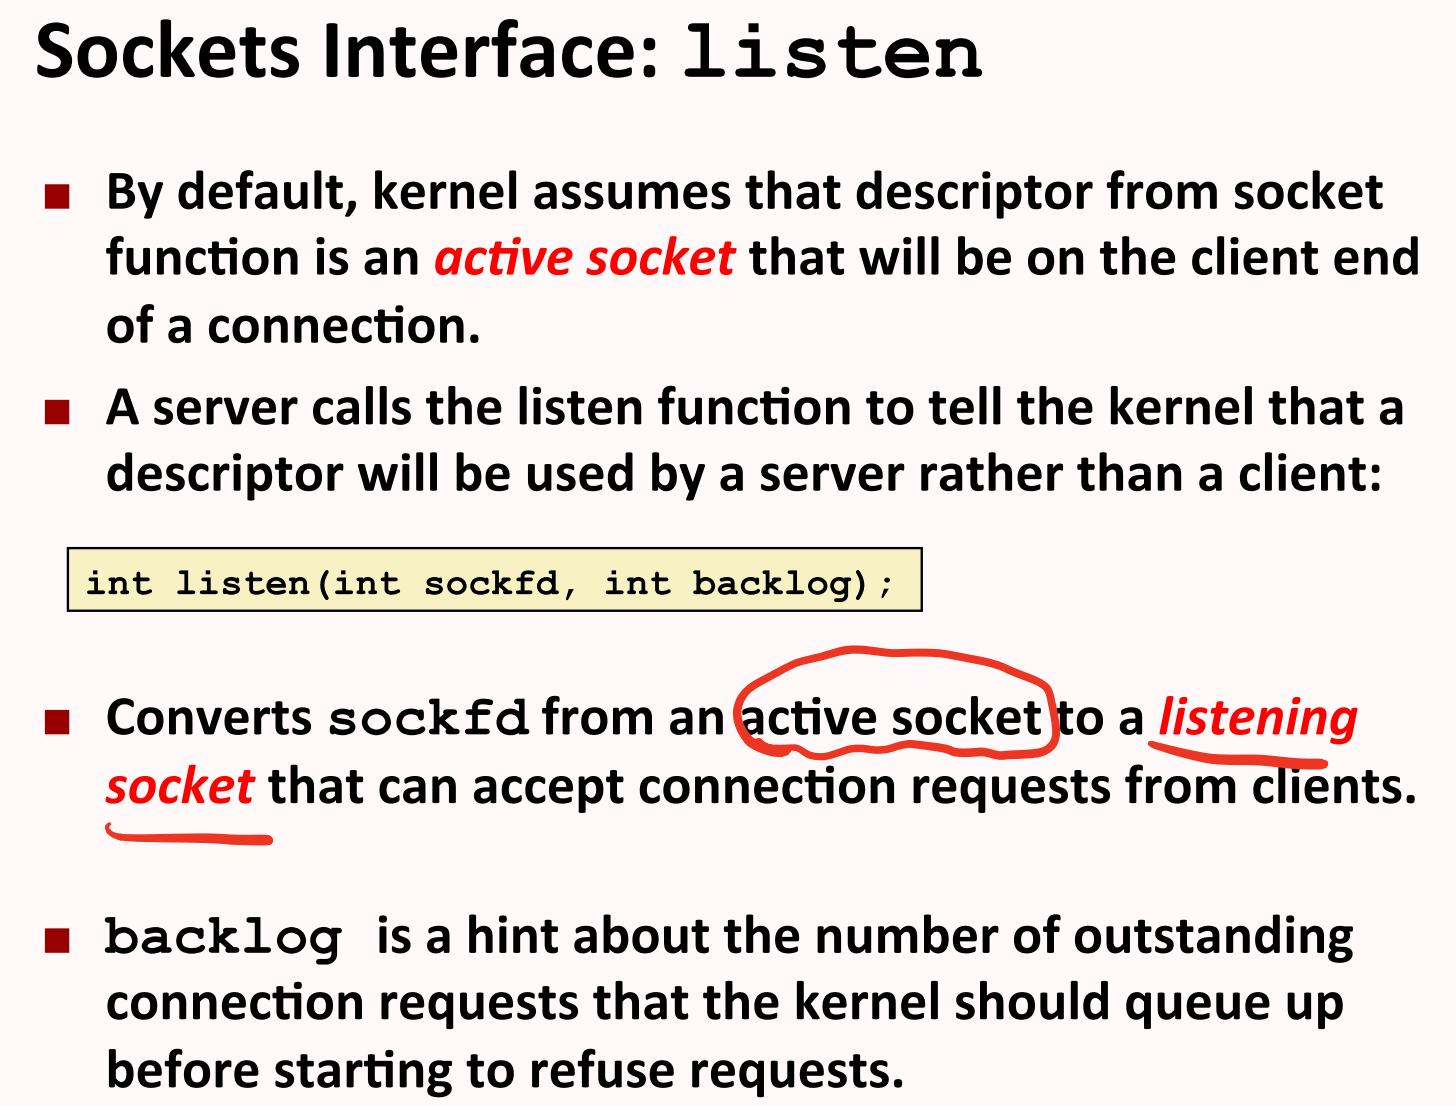 Sockets Interface: listen
By default, kernel assumes that descriptor from socket
function is an active socket that will be on the client end
of a connection.
A server calls the listen function to tell the kernel that a
descriptor will be used by a server rather than a client:
int listen(int sockfd, int backlog);
Converts sockfd from an active socket to a listening
socket that can accept connection requests from clients.
backlog is a hint about the number of outstanding
connection requests that the kernel should queue up
before starting to refuse requests.